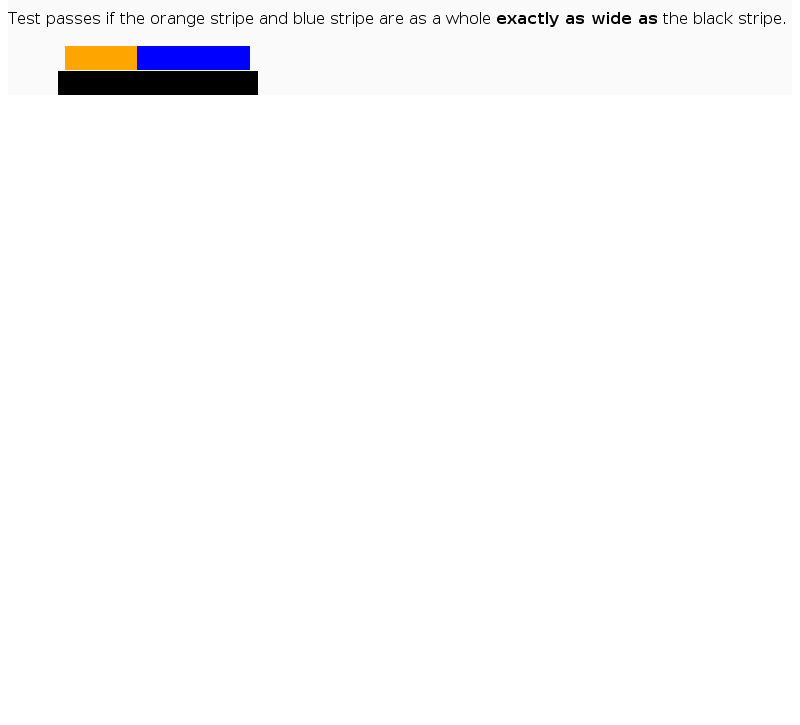 Test passes if the orange stripe and blue stripe are as a whole exactly as wide as the black stripe.